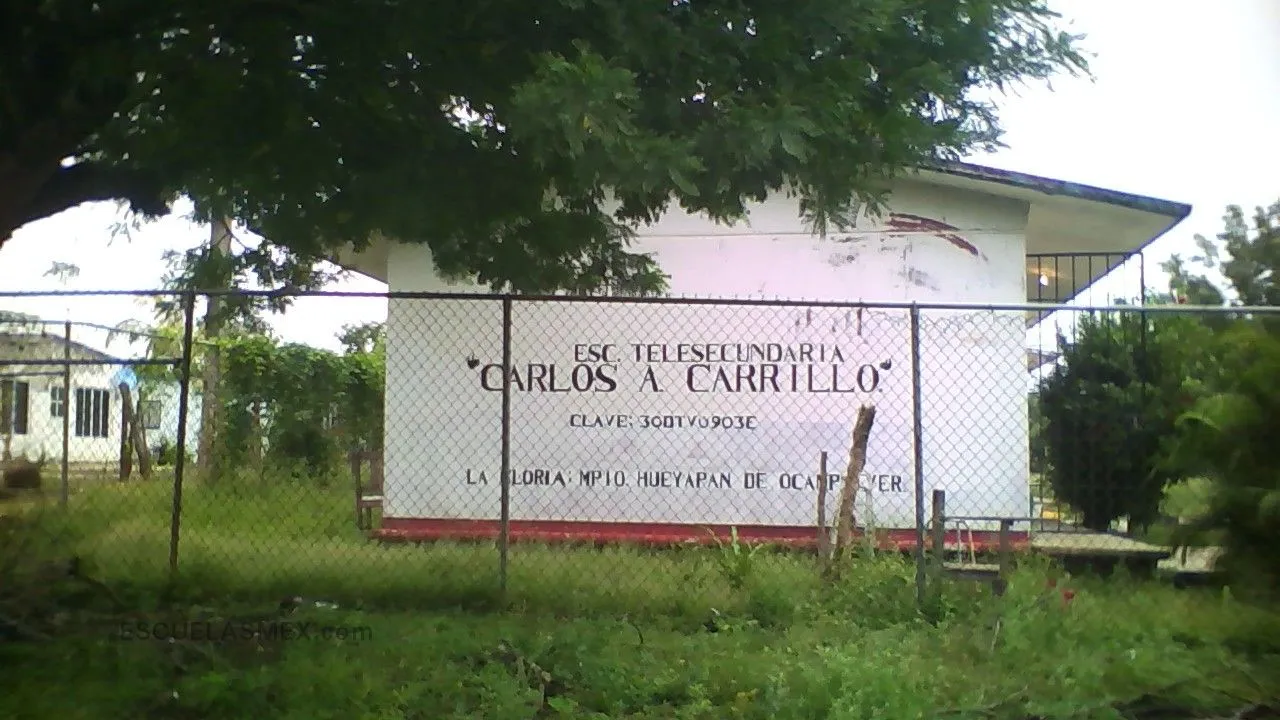 ESC. TELESECUNDARIA
"CARLOS A. CARRILLO"
CLAVE: 30DTV0903E
LA GLORIA; MPIO. HUEYAPAN DE OCAMPO, VER.
ESCUELASMEX.com